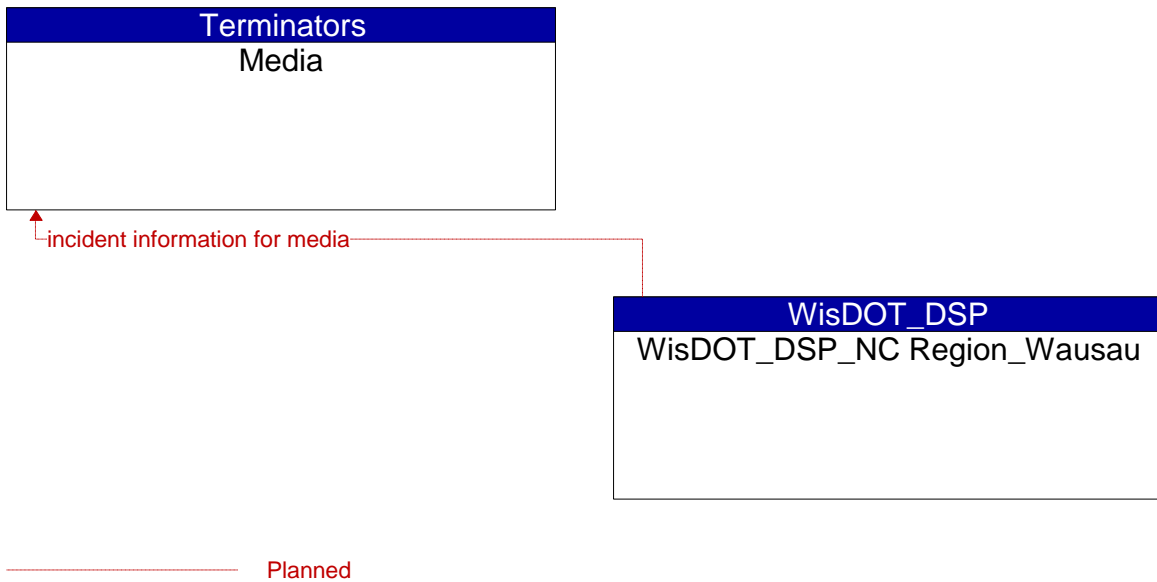 Terminators
Media
incident information for media
WisDOT_DSP
WisDOT_DSP_NC Region_Wausau
Planned